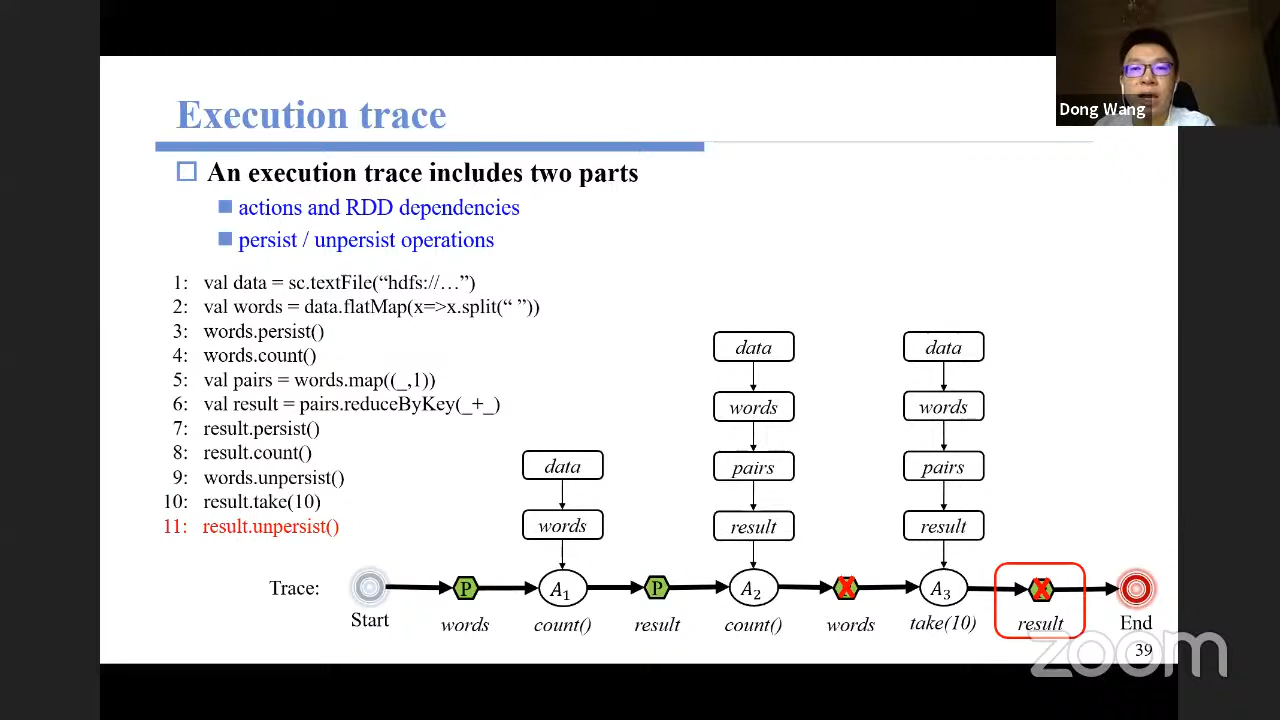 Dong Wang
Execution trace
An execution trace includes two parts
actions and RDD dependencies
persist / unpersist operations
1: val data = sc.textFile(“hdfs://…”)
2: val words = data.flatMap(x=>x.split(“ ”))
3: words.persist()
4: words.count()
5: val pairs = words.map((_,1))
6: val result = pairs.reduceByKey(_+_)
7: result.persist()
8: result.count()
9: words.unpersist()
10: result.take(10)
11: result.unpersist()
data
words
data
words
pairs
result
data
words
pairs
result
Trace:
P A₁ P A₂ A₃
Start words count() result count() words take(10) result End
39
zoom